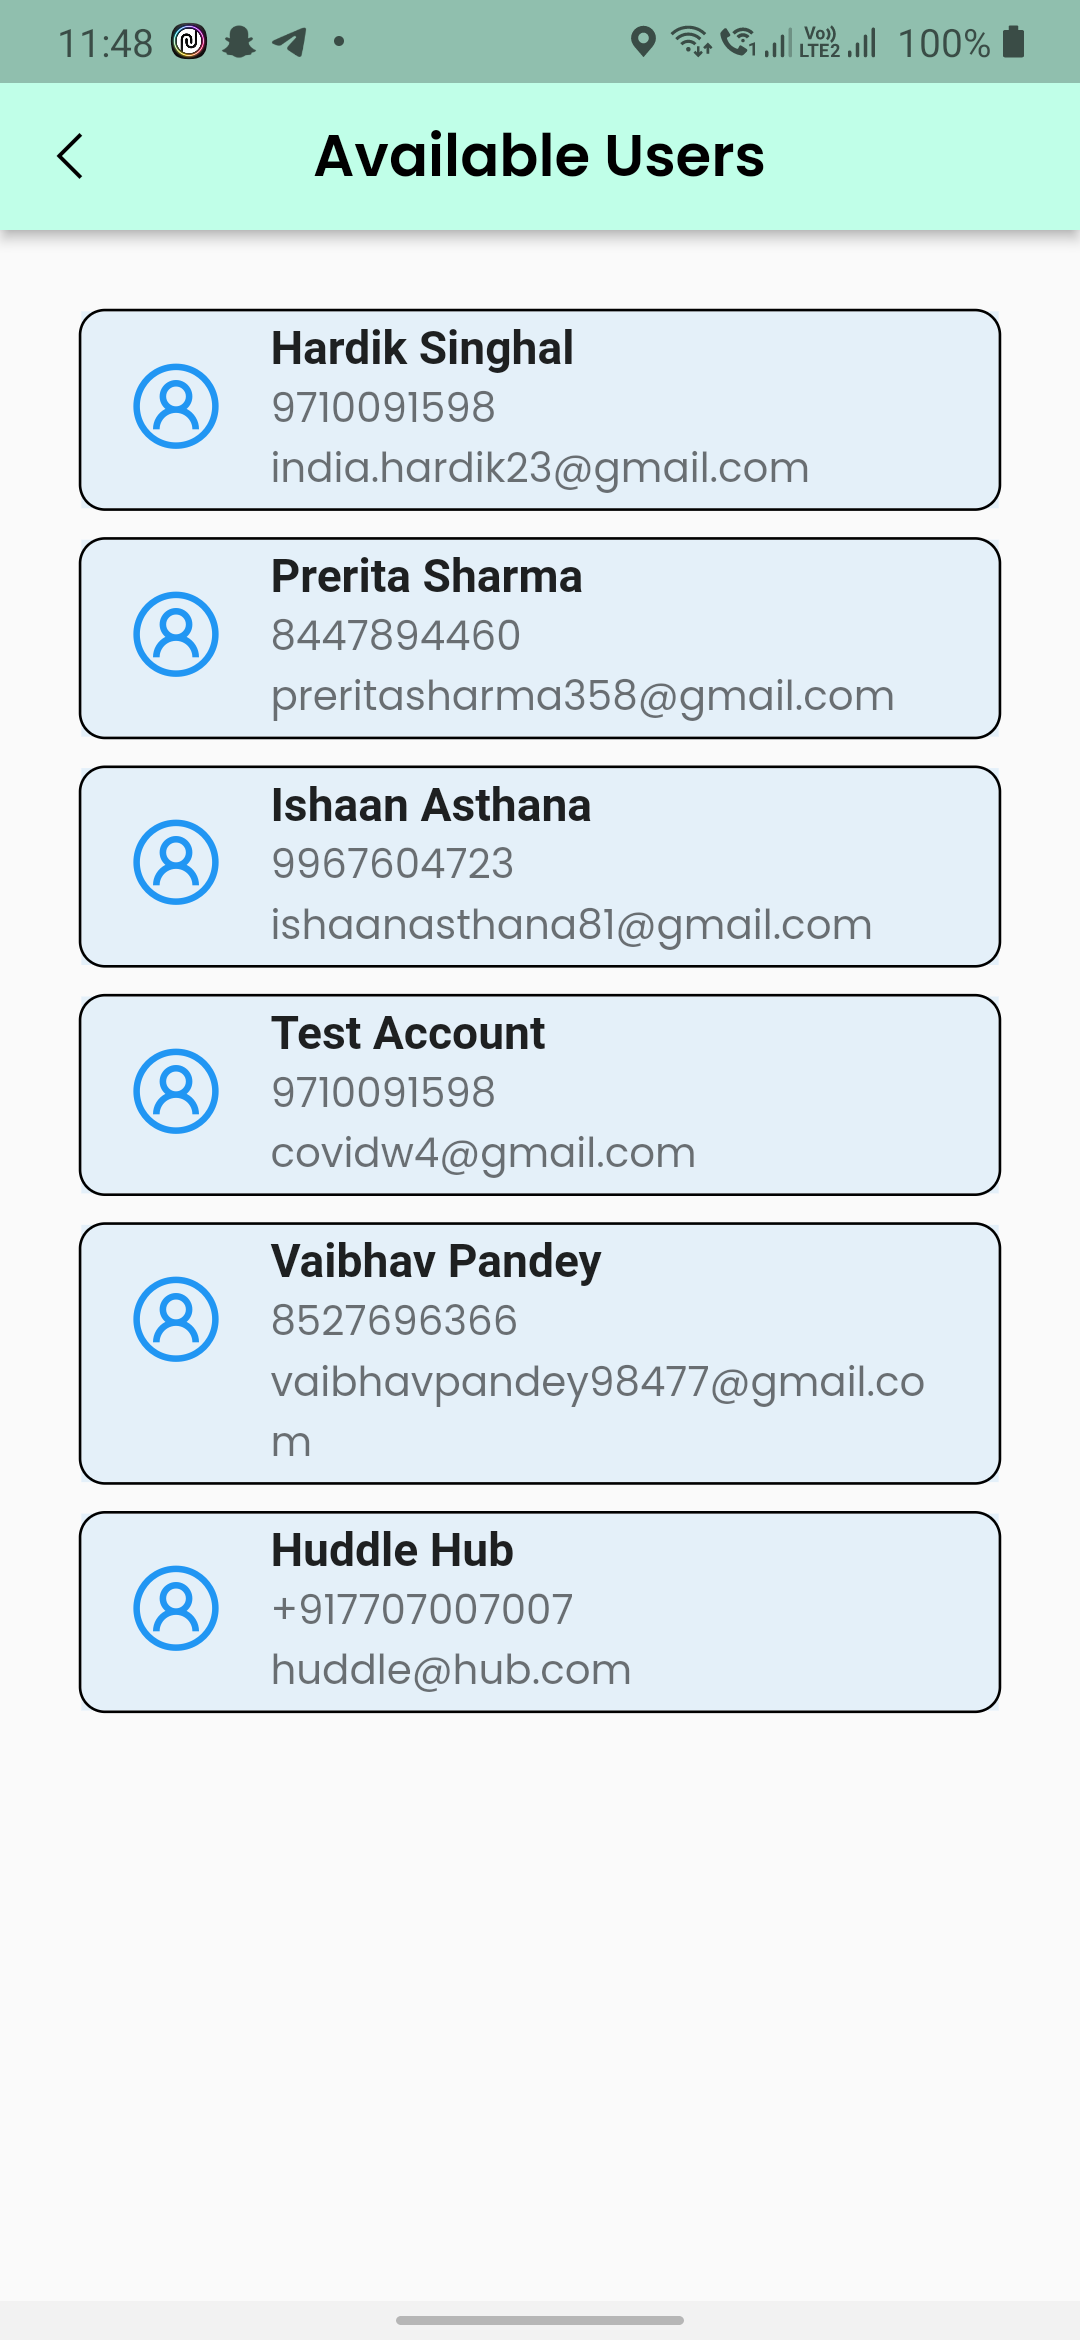 11:48
1 Vo)) LTE2 100%
Available Users
Hardik Singhal
9710091598
india.hardik23@gmail.com
Prerita Sharma
8447894460
preritasharma358@gmail.com
Ishaan Asthana
9967604723
ishaanasthana81@gmail.com
Test Account
9710091598
covidw4@gmail.com
Vaibhav Pandey
8527696366
vaibhavpandey98477@gmail.co
m
Huddle Hub
+917707007007
huddle@hub.com